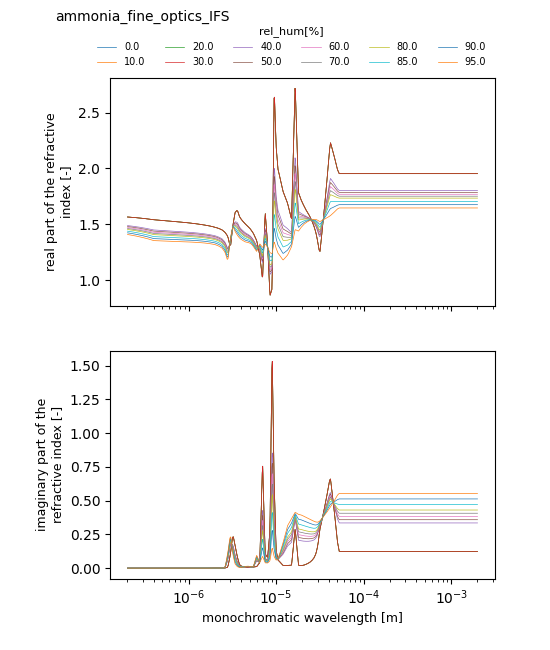 ammonia_fine_optics_IFS
rel_hum[%]
0.0 20.0 40.0 60.0 80.0 90.0
10.0 30.0 50.0 70.0 85.0 95.0
real part of the refractive
index [-]
2.5
2.0
1.5
1.0
imaginary part of the
refractive index [-]
1.50
1.25
1.00
0.75
0.50
0.25
0.00
10⁻⁶ 10⁻⁵ 10⁻⁴ 10⁻³
monochromatic wavelength [m]